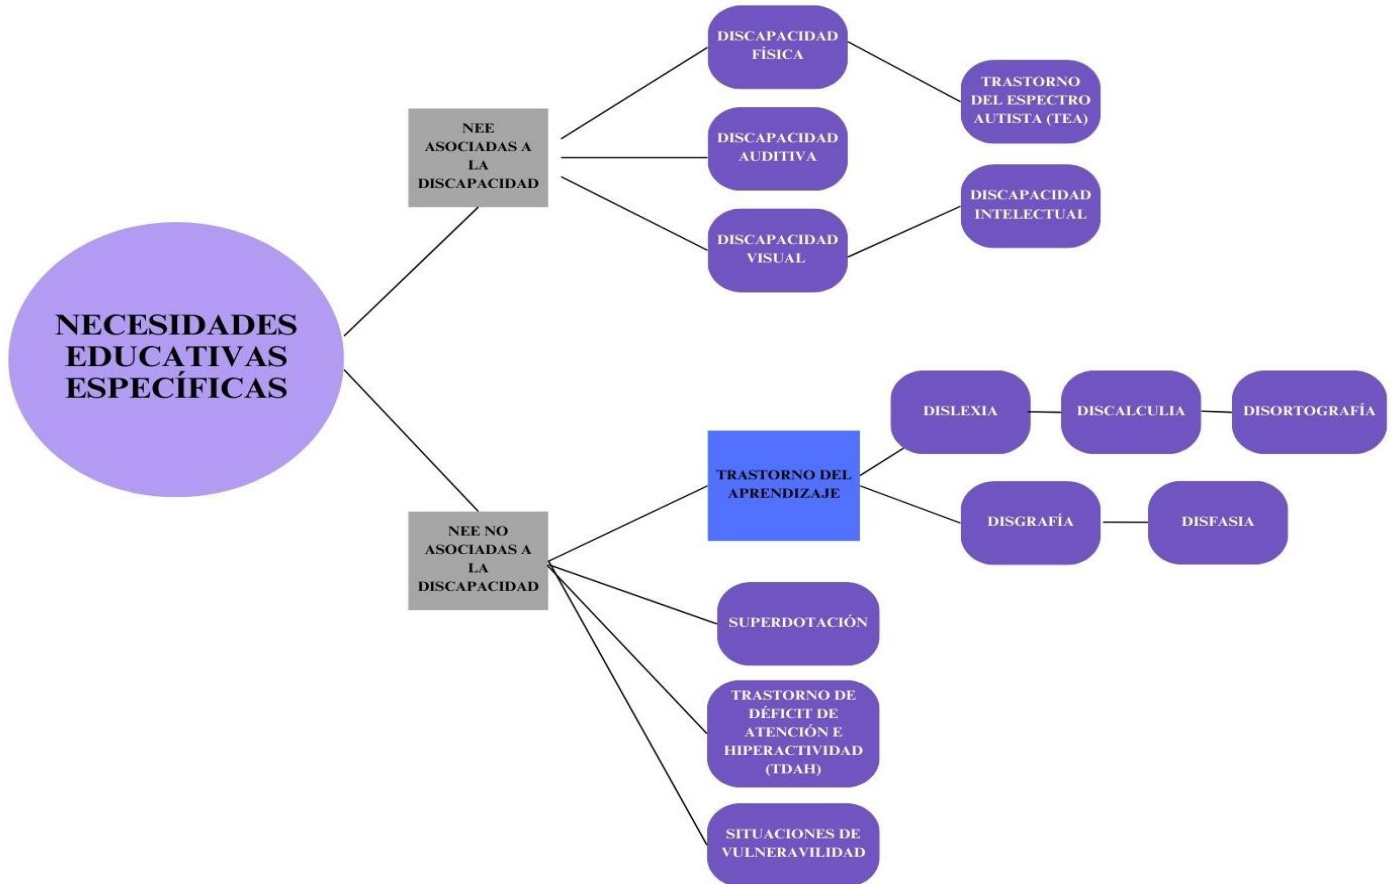 NECESIDADES
EDUCATIVAS
ESPECÍFICAS
NEE
ASOCIADAS A
LA
DISCAPACIDAD
DISCAPACIDAD
FÍSICA
DISCAPACIDAD
AUDITIVA
DISCAPACIDAD
VISUAL
TRASTORNO
DEL ESPECTRO
AUTISTA (TEA)
DISCAPACIDAD
INTELECTUAL
NEE NO
ASOCIADAS A
LA
DISCAPACIDAD
TRASTORNO DEL
APRENDIZAJE
DISLEXIA
DISCALCULIA
DISORTOGRAFÍA
DISGRAFÍA
DISFASIA
SUPERDOTACIÓN
TRASTORNO DE
DÉFICIT DE
ATENCIÓN E
HIPERACTIVIDAD
(TDAH)
SITUACIONES DE
VULNERAVILIDAD